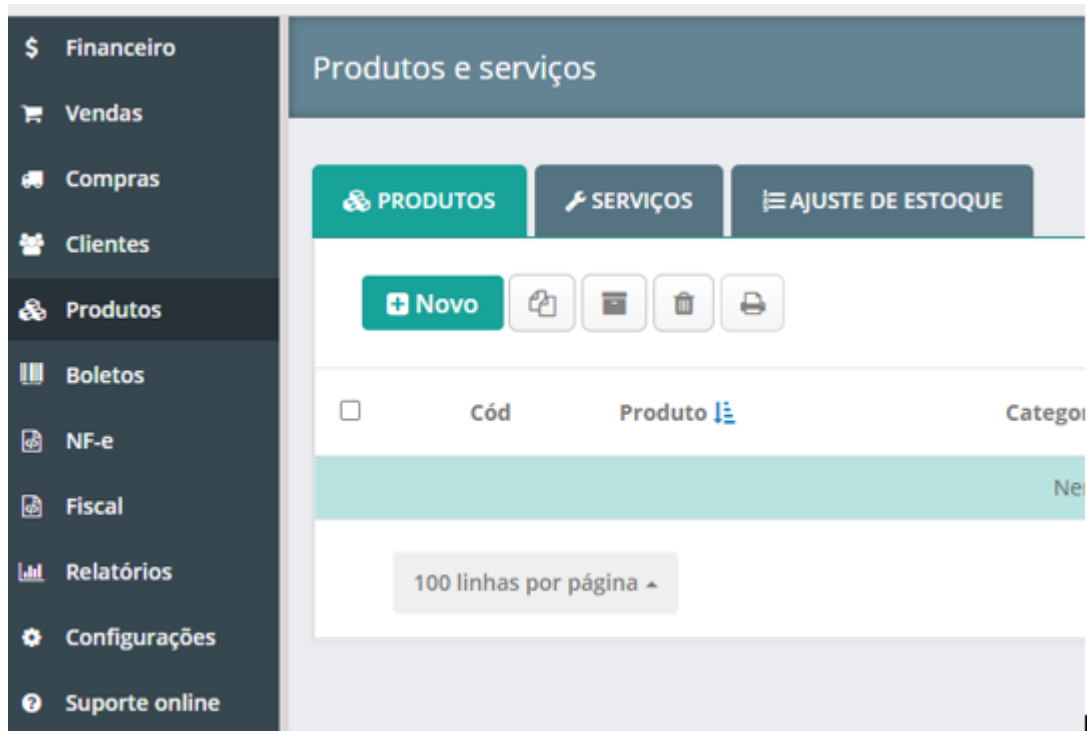 Financeiro
Vendas
Compras
Clientes
Produtos
Boletos
NF-e
Fiscal
Relatórios
Configurações
Suporte online
Produtos e serviços
PRODUTOS SERVIÇOS AJUSTE DE ESTOQUE
Novo
Cód Produto
100 linhas por página